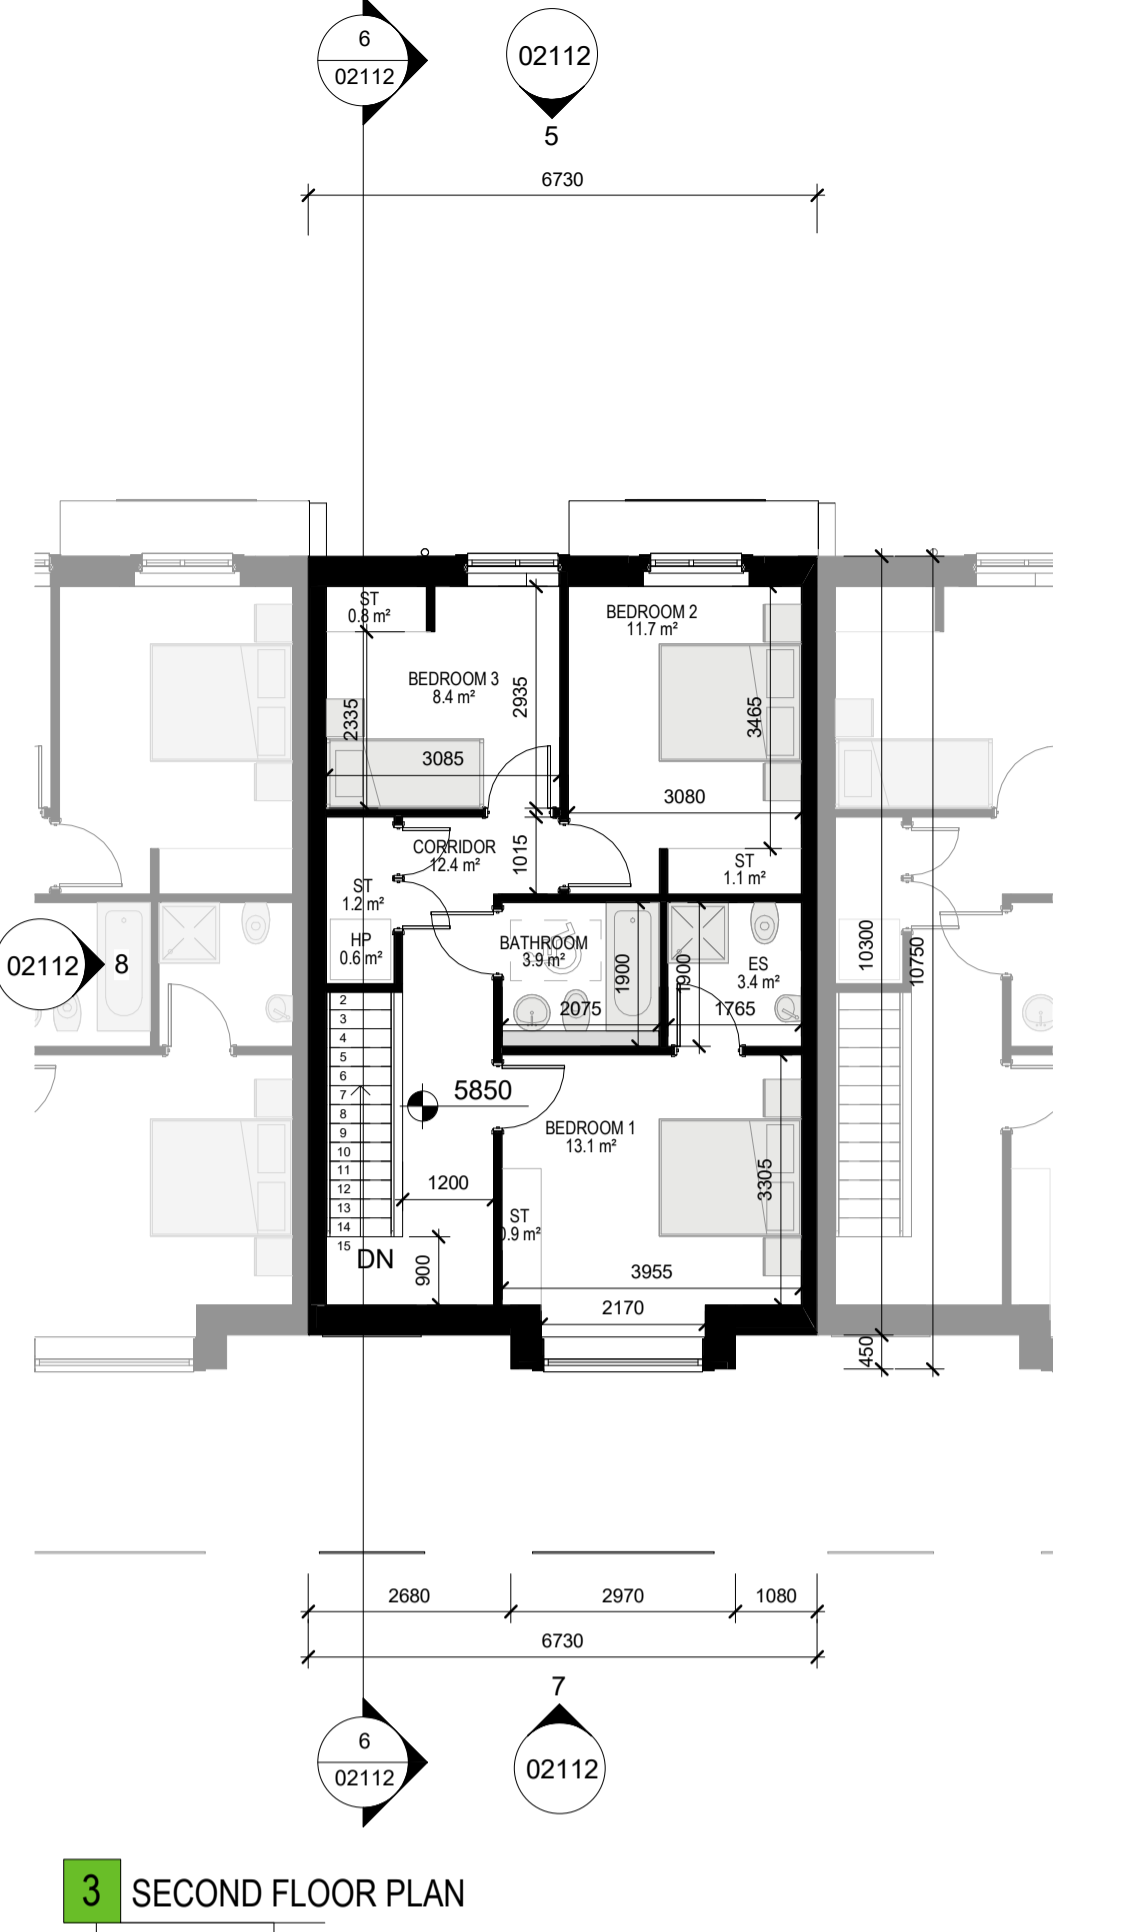 6
02112
02112
5
6730
ST
0.8 m²
BEDROOM 2
11.7 m²
BEDROOM 3
8.4 m²
2335
2935
3465
3085
3080
CORRIDOR
12.4 m²
1015
ST
1.1 m²
ST
1.2 m²
HP
0.6 m²
BATHROOM
3.9 m²
1900
1900
ES
3.4 m²
2075
1765
10300
10750
02112
8
2
3
4
5
6
7
8
9
10
11
12
13
14
15
DN
5850
BEDROOM 1
13.1 m²
1200
3305
ST
0.9 m²
900
3955
2170
450
2680
2970
1080
6730
7
6
02112
02112
3 SECOND FLOOR PLAN